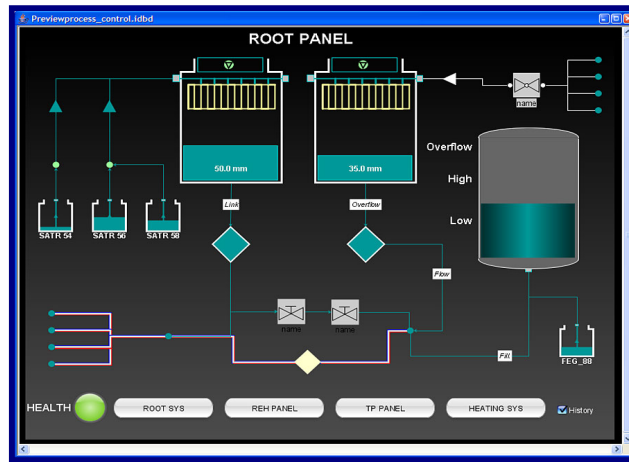 Previewprocess_control.idbd
ROOT PANEL
name
Overflow
High
Low
50.0 mm
35.0 mm
Link
Overflow
SATR 54
SATR 56
SATR 58
Flow
name
name
Fill
FEG_88
HEALTH
ROOT SYS
REH PANEL
TP PANEL
HEATING SYS
History